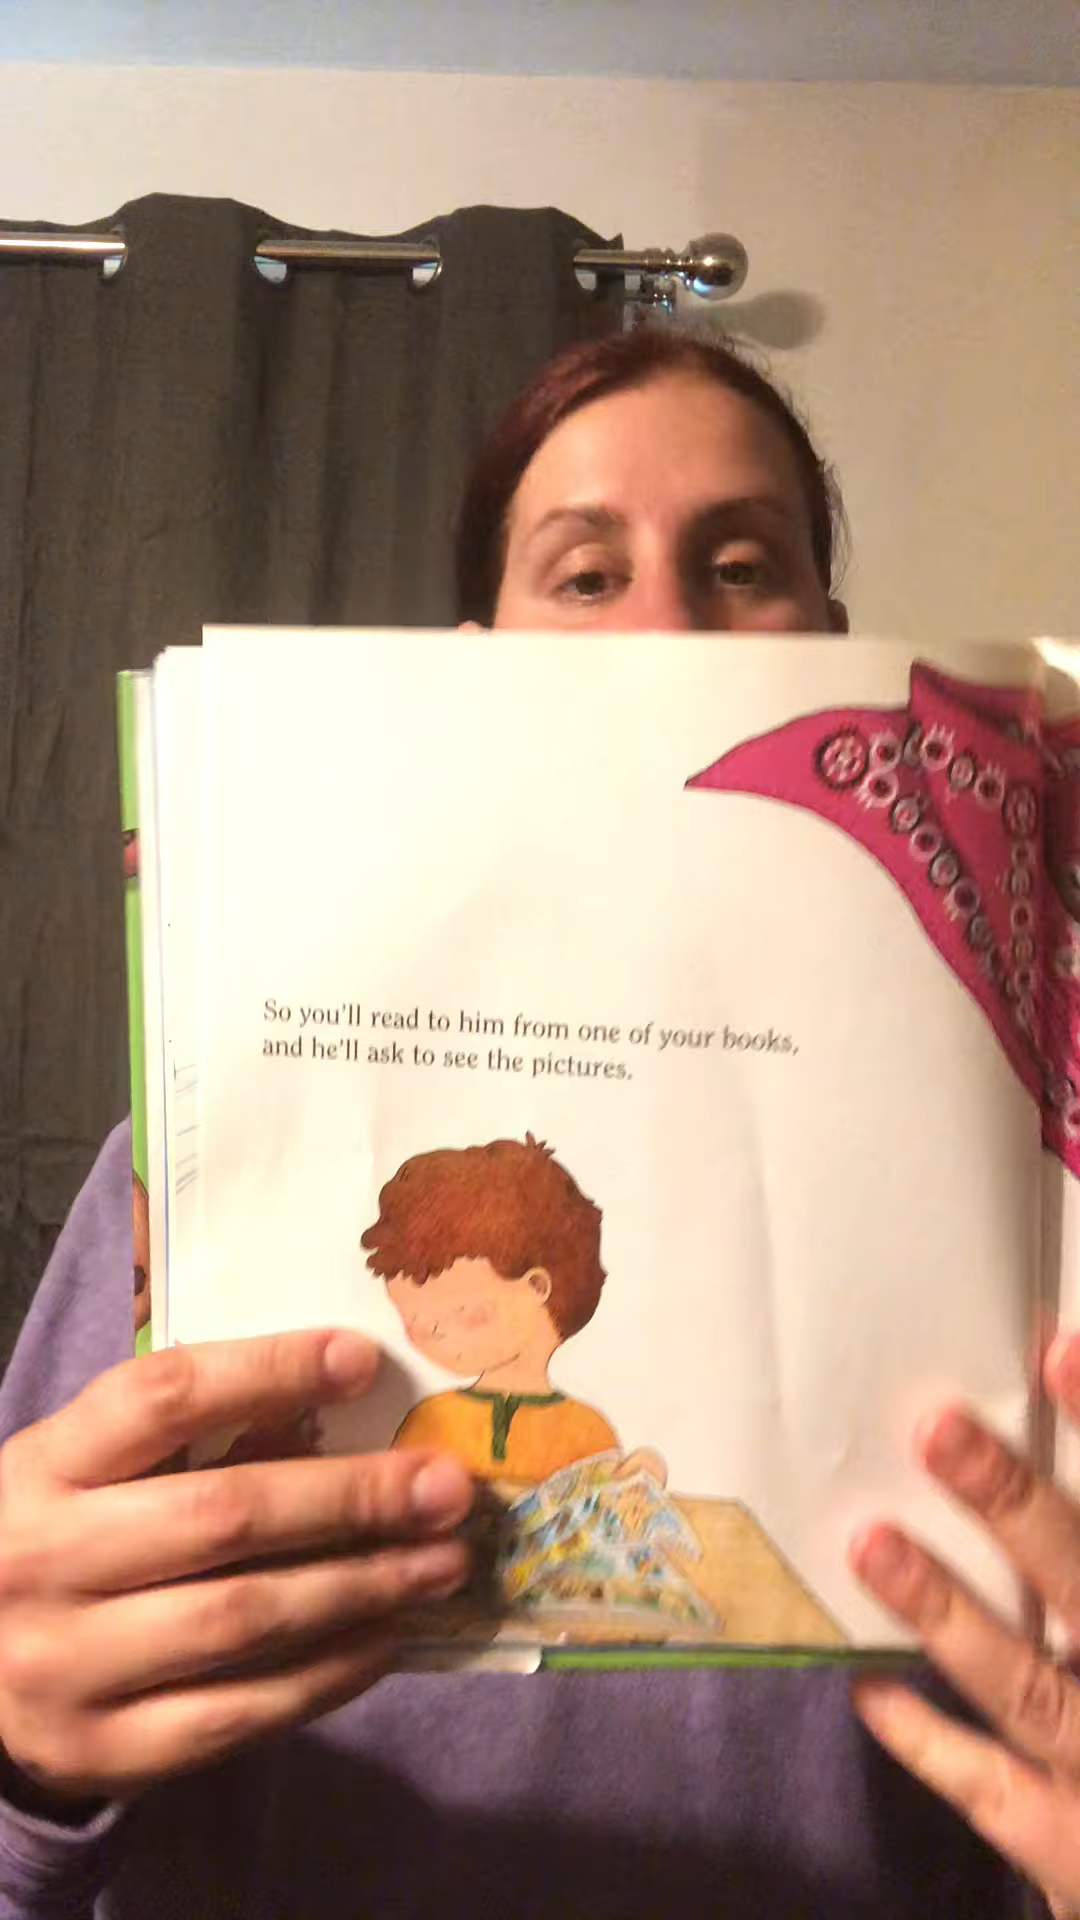 So you'll read to him from one of your books,
and he'll ask to see the pictures.